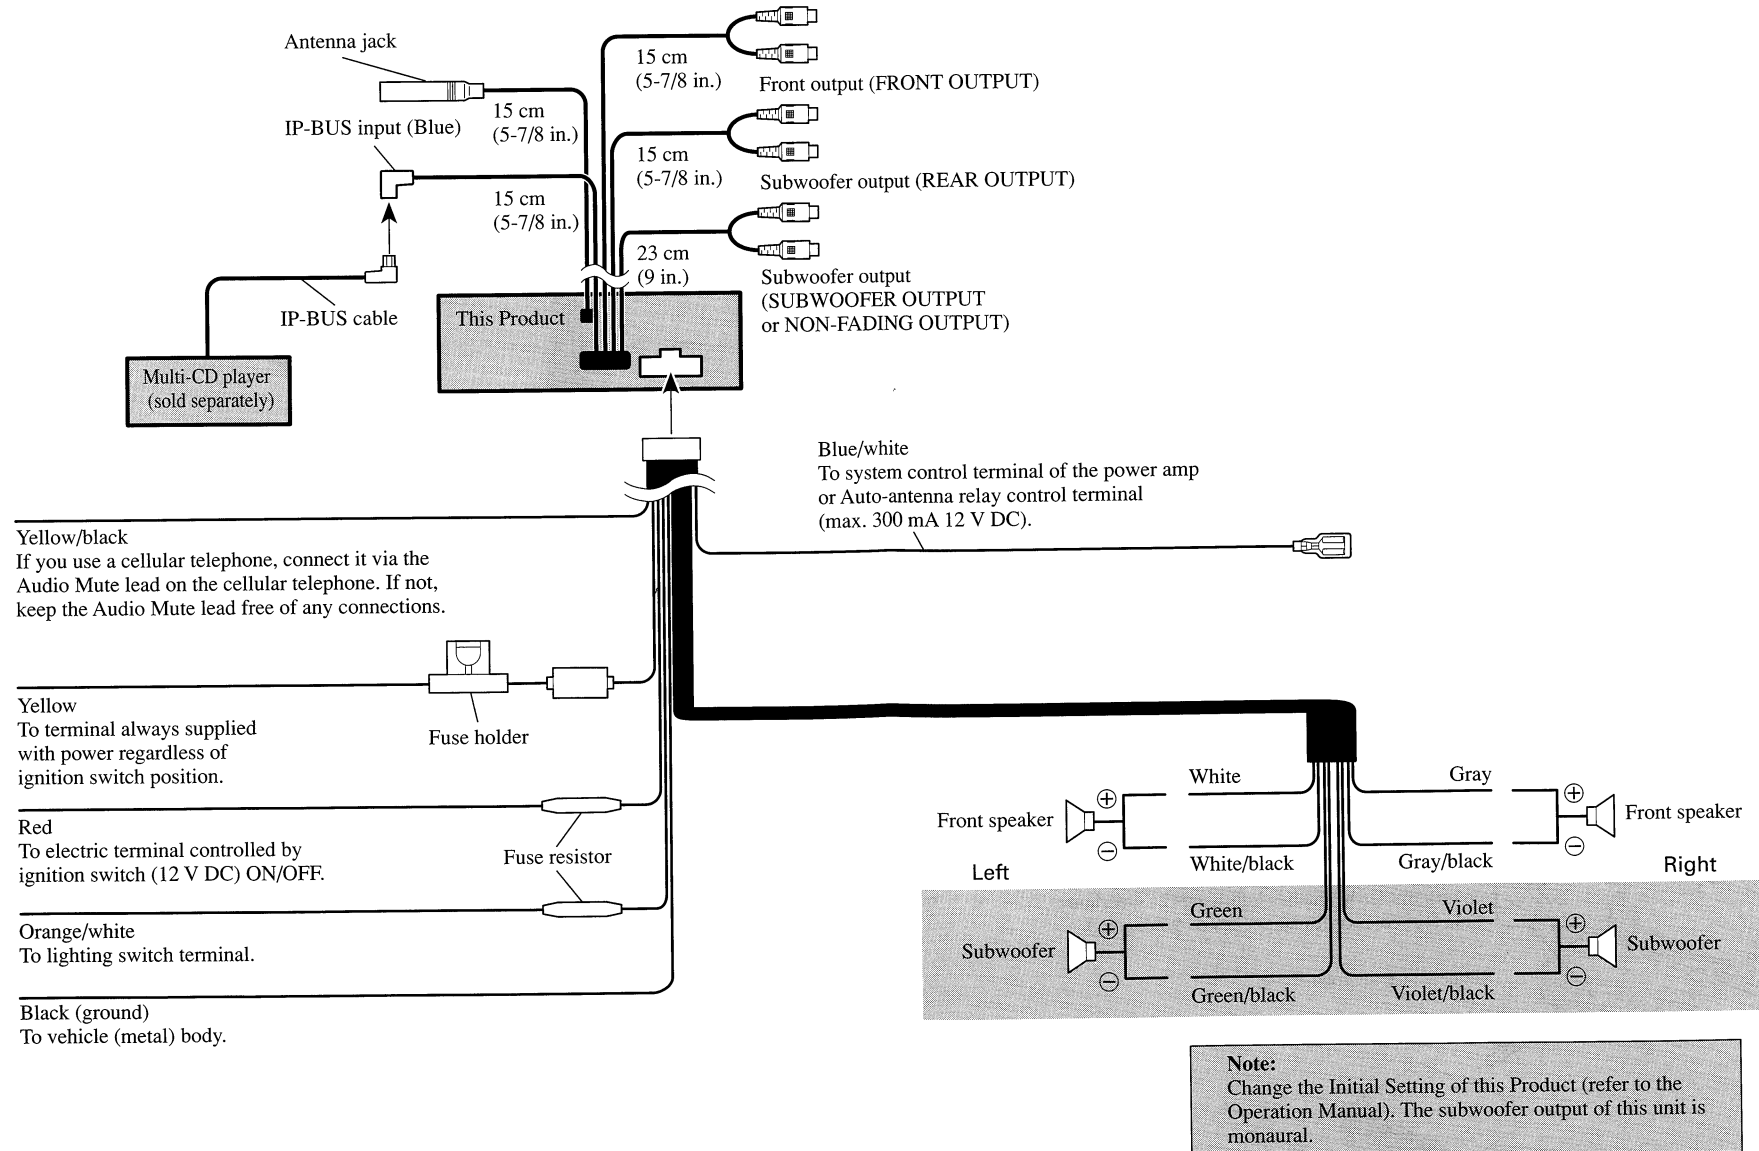 Antenna jack
15 cm
(5-7/8 in.)
IP-BUS input (Blue)
15 cm
(5-7/8 in.)
IP-BUS cable
Multi-CD player
(sold separately)
15 cm
(5-7/8 in.)
Front output (FRONT OUTPUT)
15 cm
(5-7/8 in.)
Subwoofer output (REAR OUTPUT)
23 cm
(9 in.)
Subwoofer output
(SUBWOOFER OUTPUT
or NON-FADING OUTPUT)
This Product
Blue/white
To system control terminal of the power amp
or Auto-antenna relay control terminal
(max. 300 mA 12 V DC).
Yellow/black
If you use a cellular telephone, connect it via the
Audio Mute lead on the cellular telephone. If not,
keep the Audio Mute lead free of any connections.
Yellow
To terminal always supplied
with power regardless of
ignition switch position.
Fuse holder
Red
To electric terminal controlled by
ignition switch (12 V DC) ON/OFF.
Fuse resistor
Orange/white
To lighting switch terminal.
Black (ground)
To vehicle (metal) body.
White
Gray
+
+
Front speaker
Front speaker
−
−
White/black
Gray/black
Left
Right
Green
Violet
+
+
Subwoofer
Subwoofer
−
−
Green/black
Violet/black
Note:
Change the Initial Setting of this Product (refer to the
Operation Manual). The subwoofer output of this unit is
monaural.